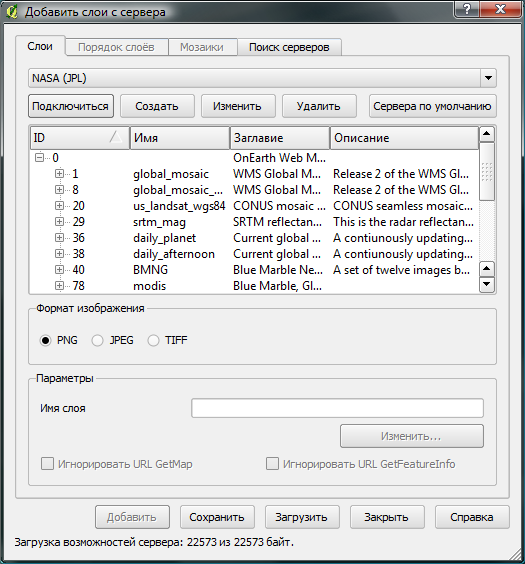 Добавить слои с сервера
Слои Порядок слоёв Мозаики Поиск серверов
NASA (JPL)
Подключиться Создать Изменить Удалить Сервера по умолчанию
ID Имя Заглавие Описание
0 OnEarth Web M...
1 global_mosaic WMS Global M... Release 2 of the WMS Gl...
8 global_mosaic_... WMS Global M... Release 2 of the WMS Gl...
20 us_landsat_wgs84 CONUS mosaic ... CONUS seamless mosaic...
29 srtm_mag SRTM reflectan... This is the radar reflectan...
36 daily_planet Current global ... A contiunously updating...
38 daily_afternoon Current global ... A contiunously updating...
40 BMNG Blue Marble Ne... A set of twelve images b...
78 modis Blue Marble, Gl...
Формат изображения
PNG JPEG TIFF
Параметры
Имя слоя
Изменить...
Игнорировать URL GetMap Игнорировать URL GetFeatureInfo
Добавить Сохранить Загрузить Закрыть Справка
Загрузка возможностей сервера: 22573 из 22573 байт.